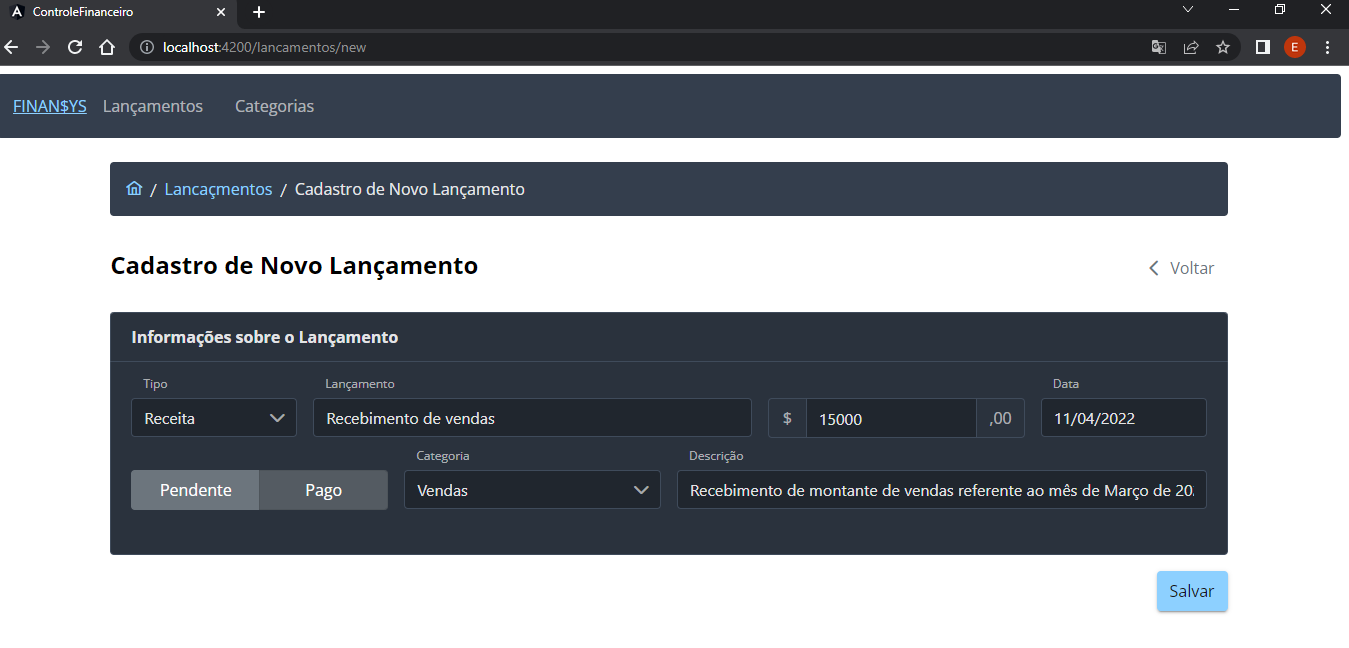 ControleFinanceiro
localhost:4200/lancamentos/new
E
FINAN$YS Lançamentos Categorias
/ Lancaçmentos / Cadastro de Novo Lançamento
Cadastro de Novo Lançamento
Voltar
Informações sobre o Lançamento
Tipo Lançamento Data
Receita Recebimento de vendas $ 15000 ,00 11/04/2022
Categoria Descrição
Pendente Pago Vendas Recebimento de montante de vendas referente ao mês de Março de 20
Salvar